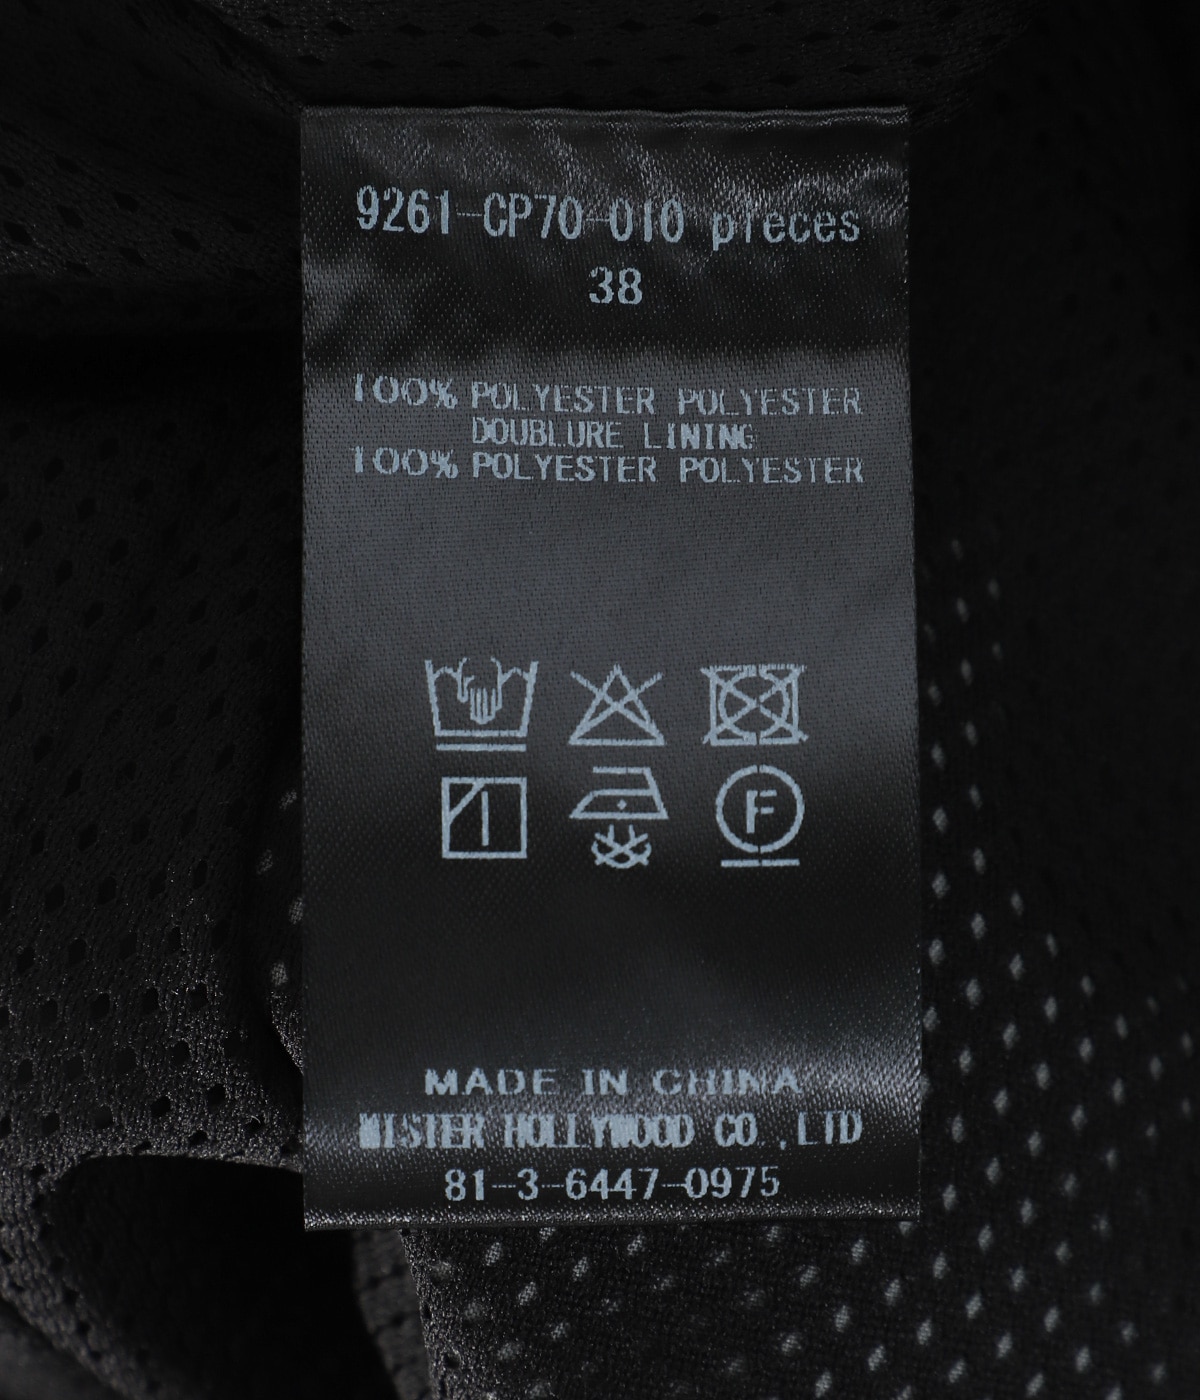 9261-CP70-010 pieces
38
100% POLYESTER POLYESTER
DOUBLURE LINING
100% POLYESTER POLYESTER
F
MADE IN CHINA
MISTER HOLLYWOOD CO.,LTD
81-3-6447-0975